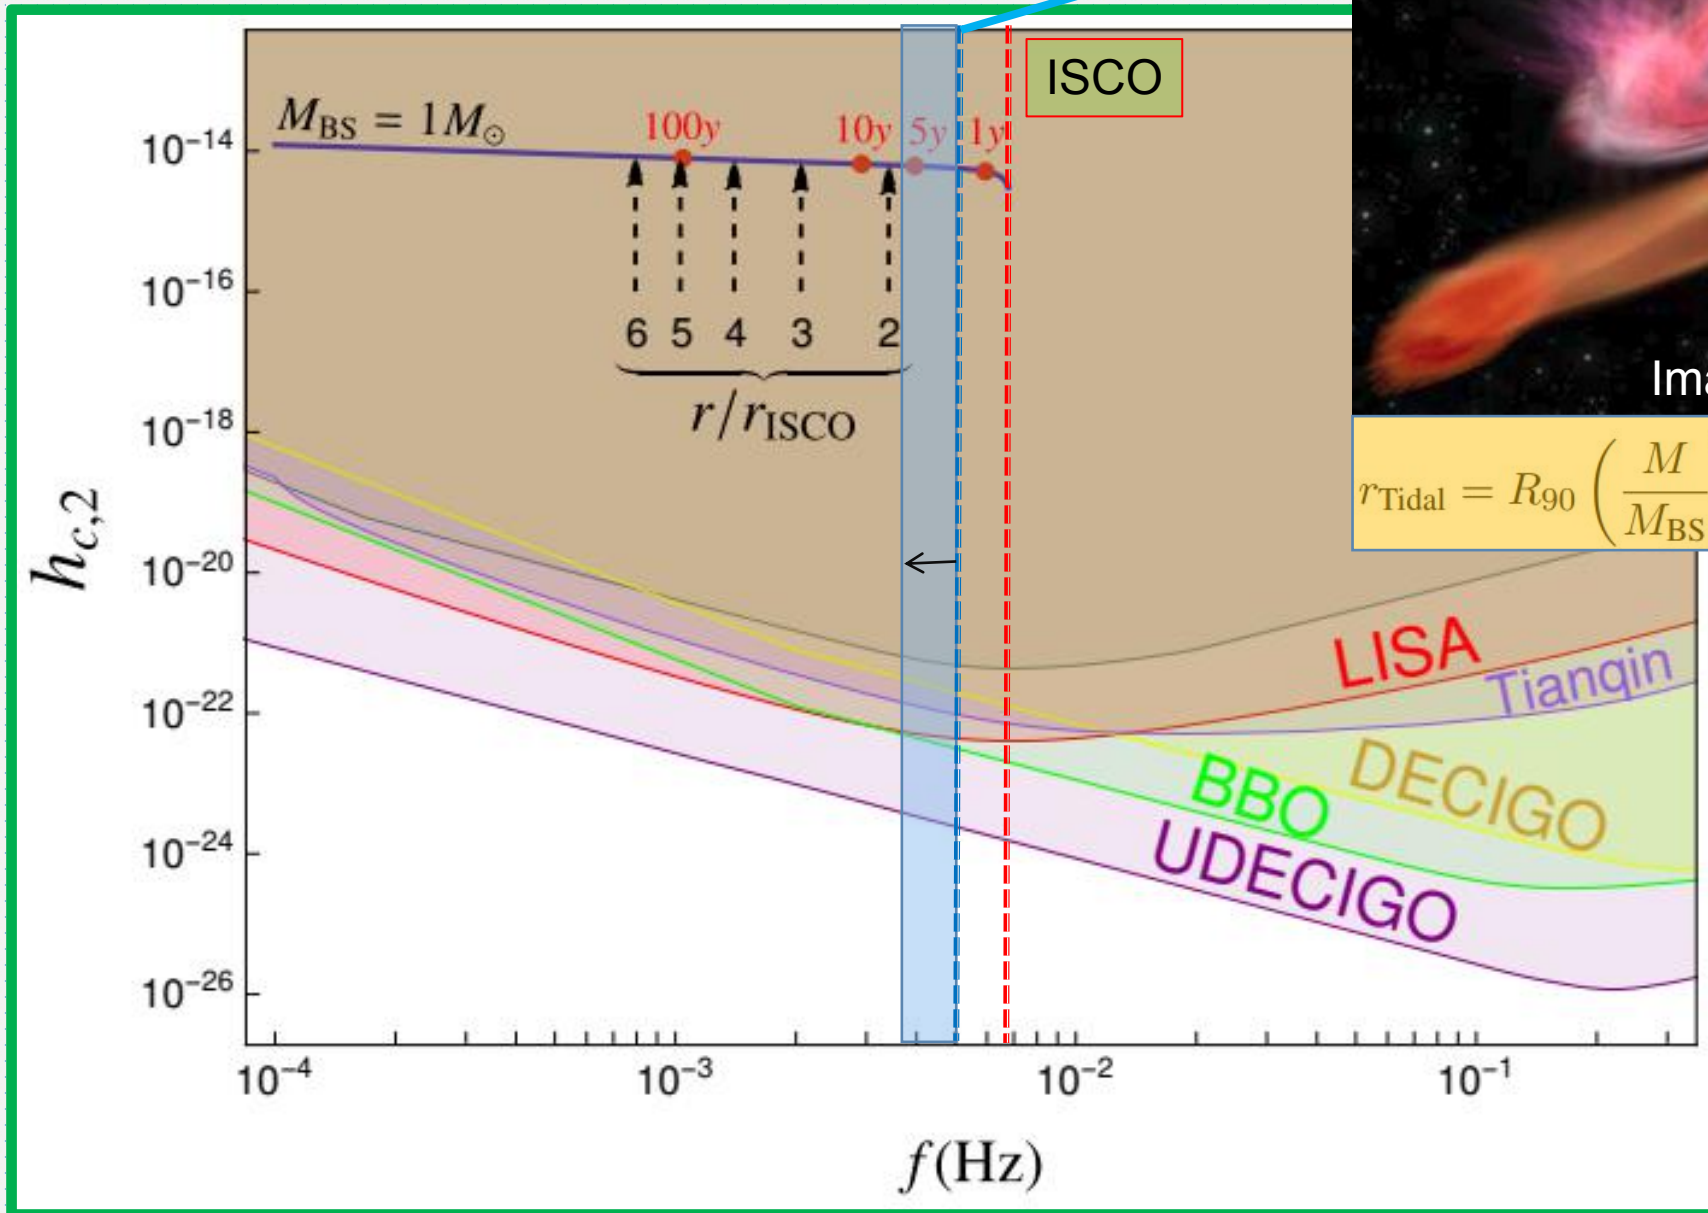 ISCO
M_BS = 1M_⊙
100y 10y 5y 1y
10^−14
10^−16
6 5 4 3 2
r/r_ISCO
10^−18
h_c,2
r_Tidal = R_90 ( M / M_BS
10^−20
LISA
Tianqin
10^−22
DECIGO
BBO
10^−24
UDECIGO
10^−26
10^−4 10^−3 10^−2 10^−1
f(Hz)